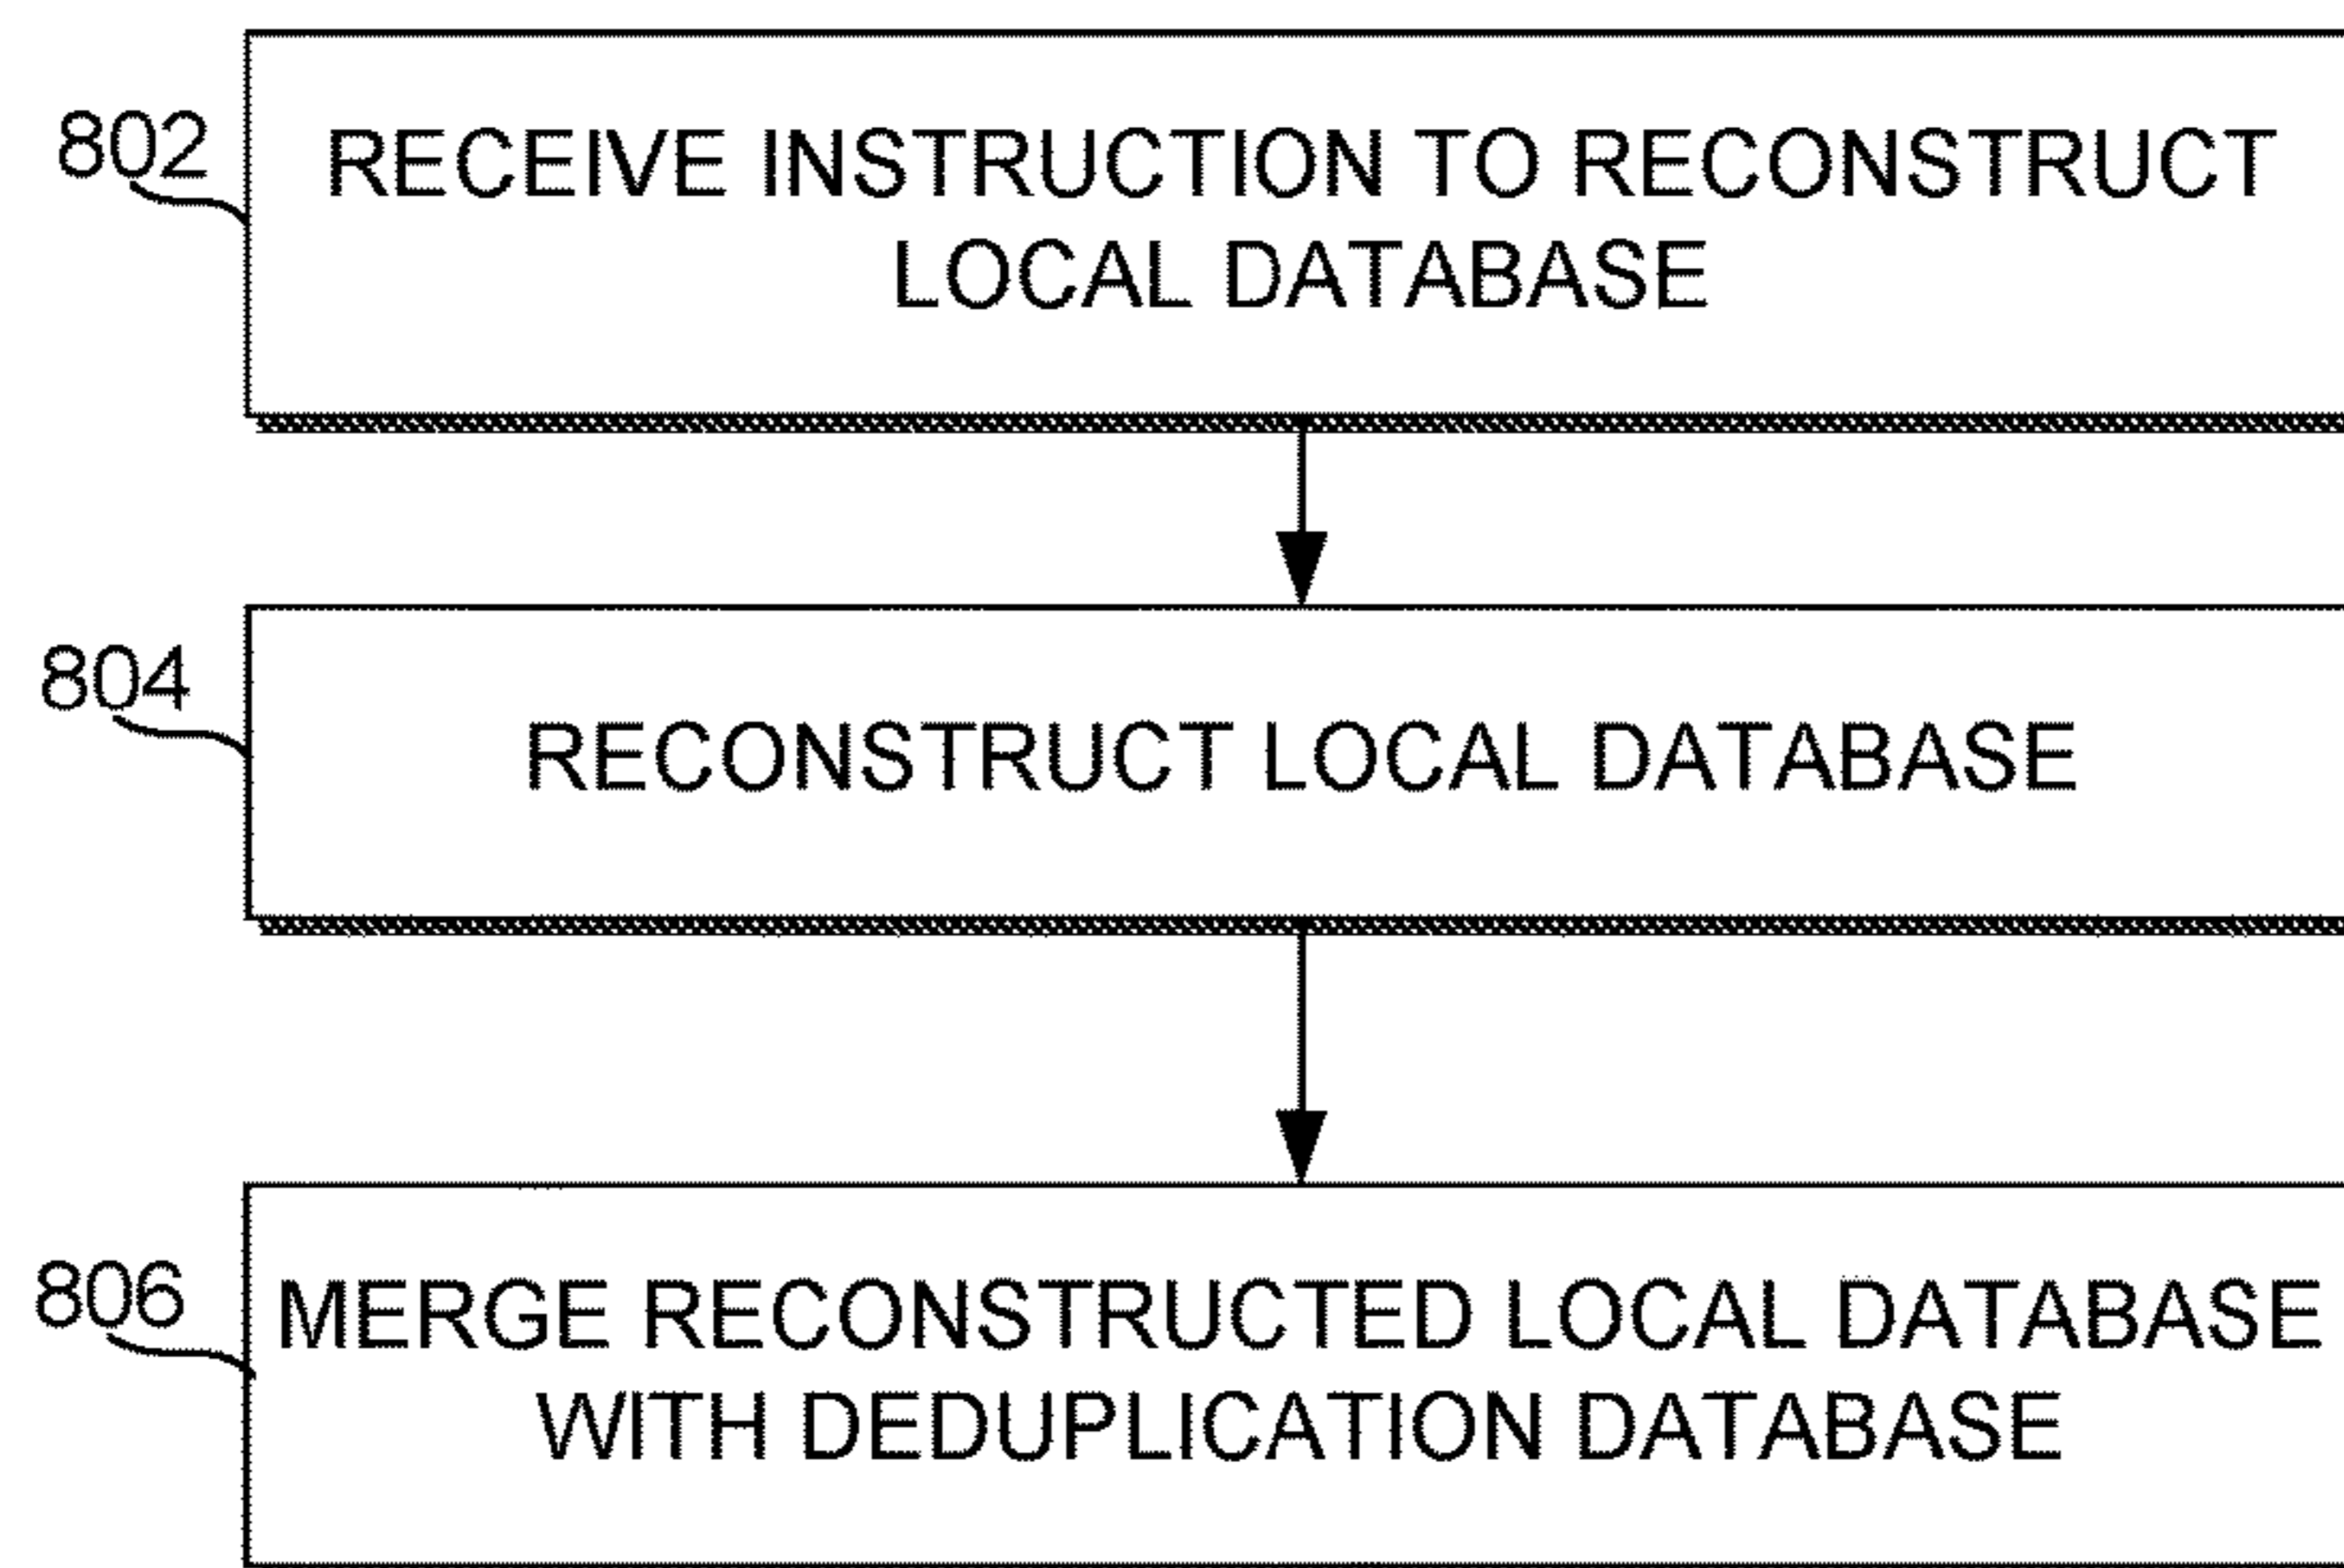 802
RECEIVE INSTRUCTION TO RECONSTRUCT
LOCAL DATABASE
804
RECONSTRUCT LOCAL DATABASE
806
MERGE RECONSTRUCTED LOCAL DATABASE
WITH DEDUPLICATION DATABASE